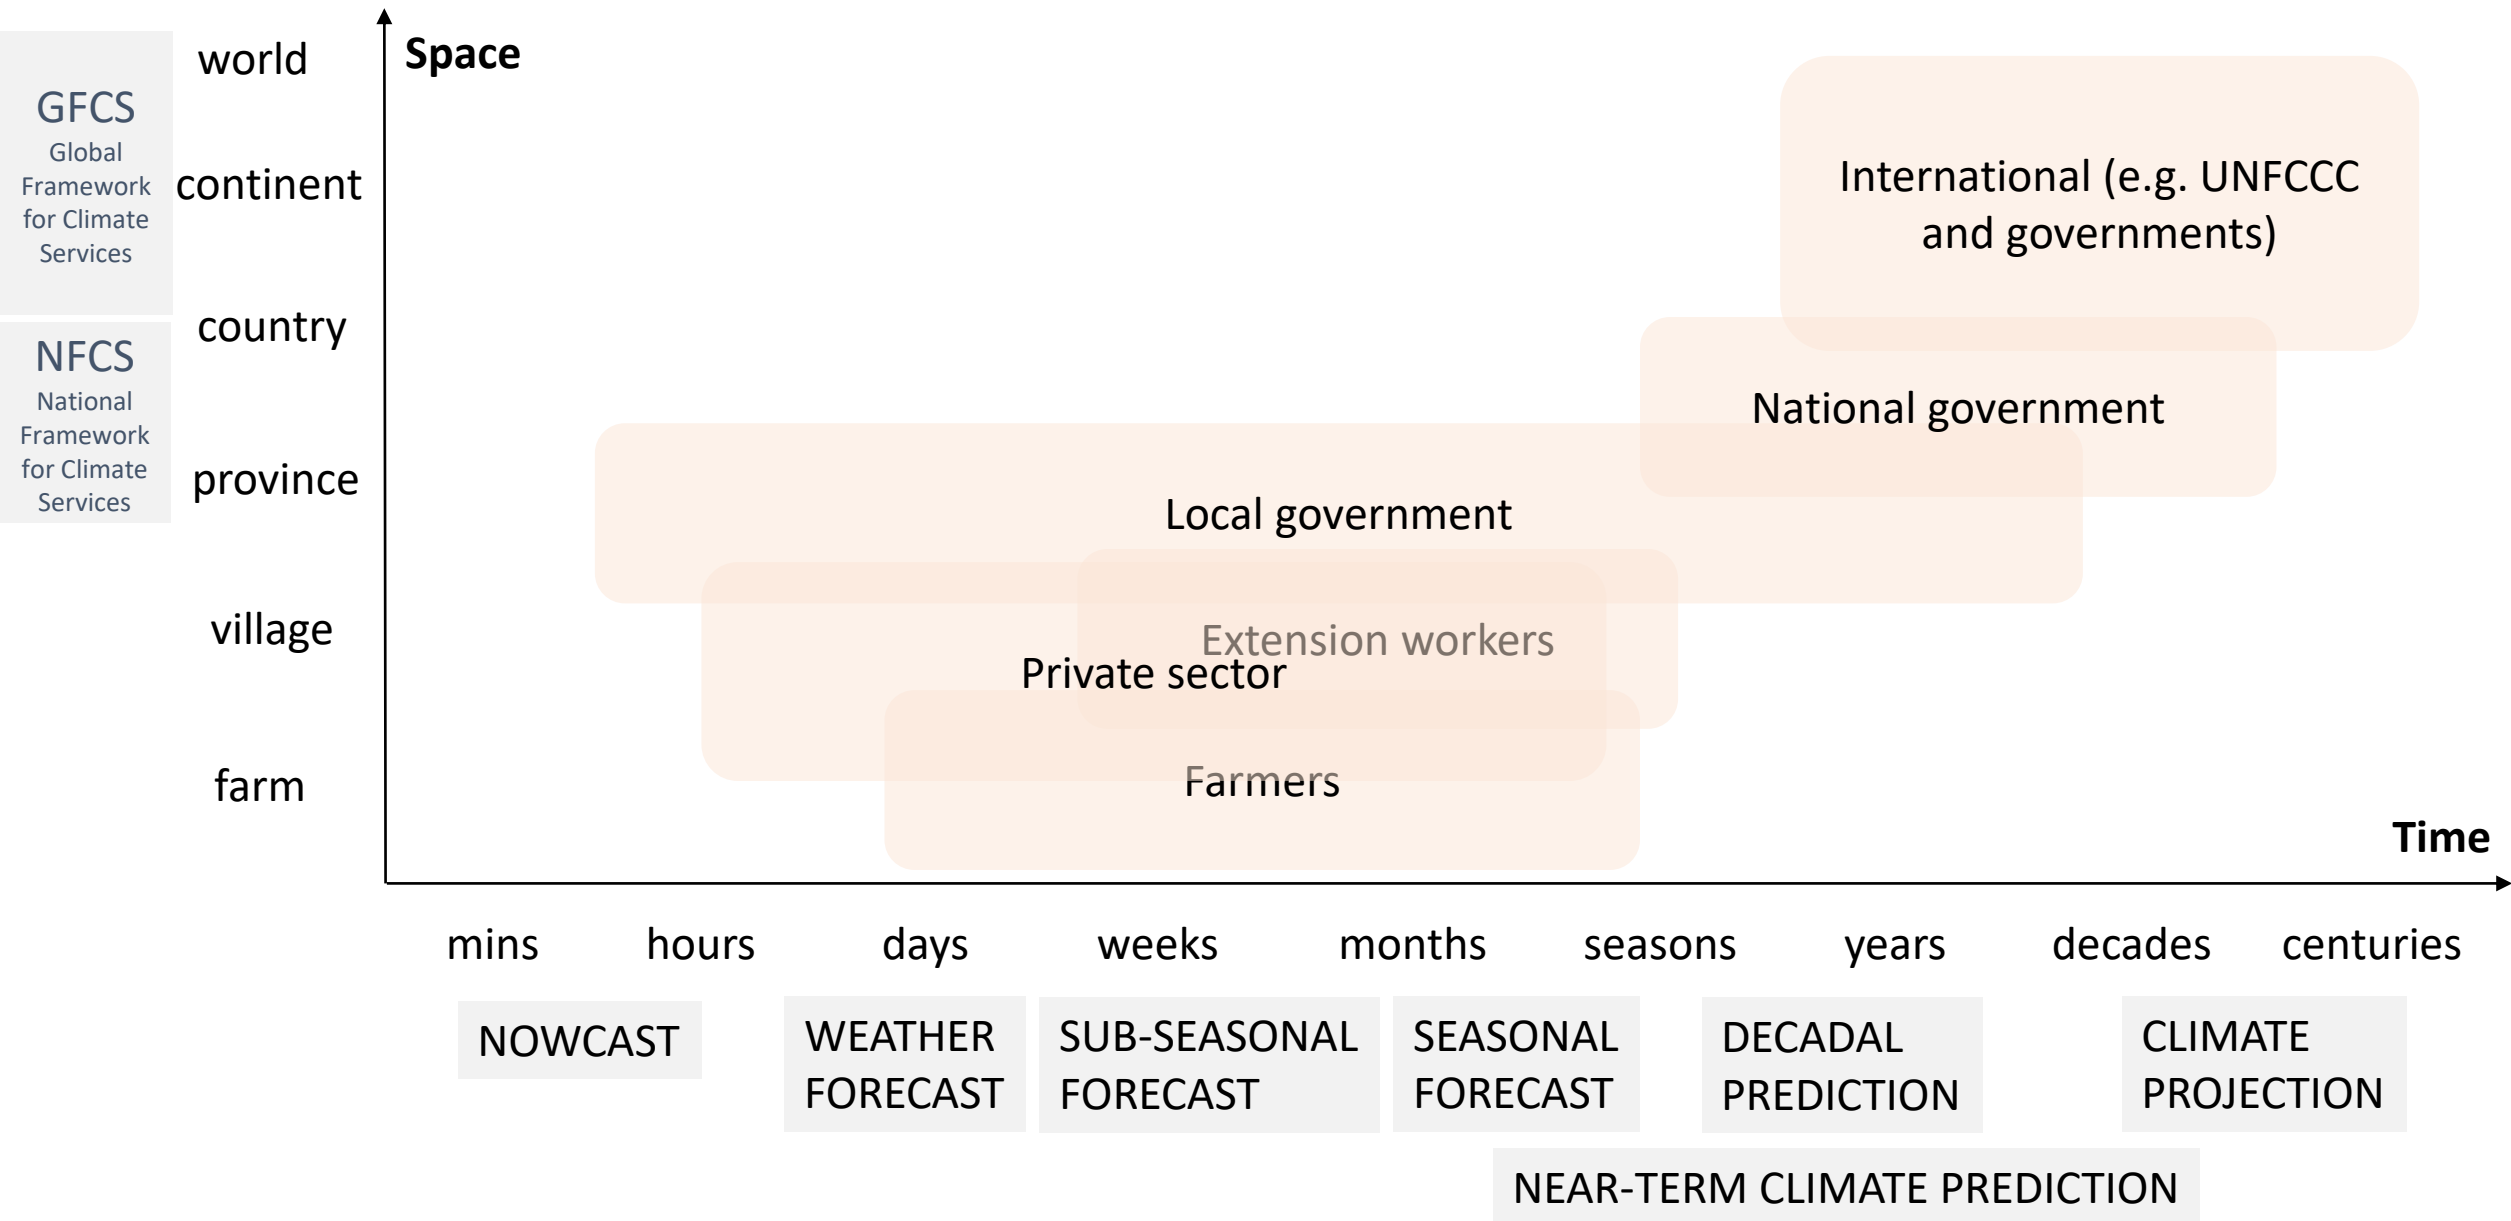 GFCS
Global
Framework
for Climate
Services
NFCS
National
Framework
for Climate
Services
world
continent
country
province
village
farm
Space
International (e.g. UNFCCC
and governments)
National government
Local government
Extension workers
Private sector
Farmers
Time
mins hours days weeks months seasons years decades centuries
NOWCAST
WEATHER
FORECAST
SUB-SEASONAL
FORECAST
SEASONAL
FORECAST
DECADAL
PREDICTION
CLIMATE
PROJECTION
NEAR-TERM CLIMATE PREDICTION